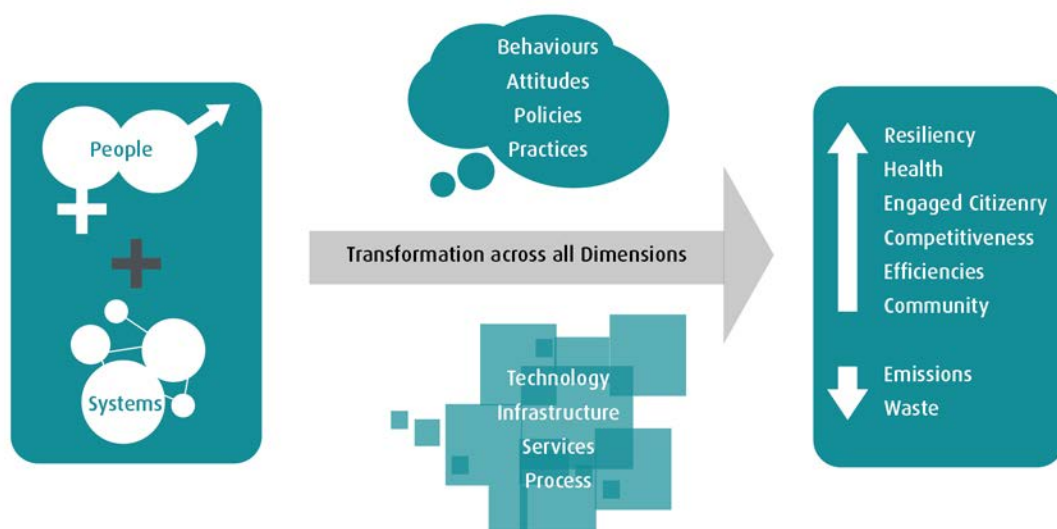 People
Systems
Behaviours
Attitudes
Policies
Practices
Transformation across all Dimensions
Technology
Infrastructure
Services
Process
Resiliency
Health
Engaged Citizenry
Competitiveness
Efficiencies
Community
Emissions
Waste